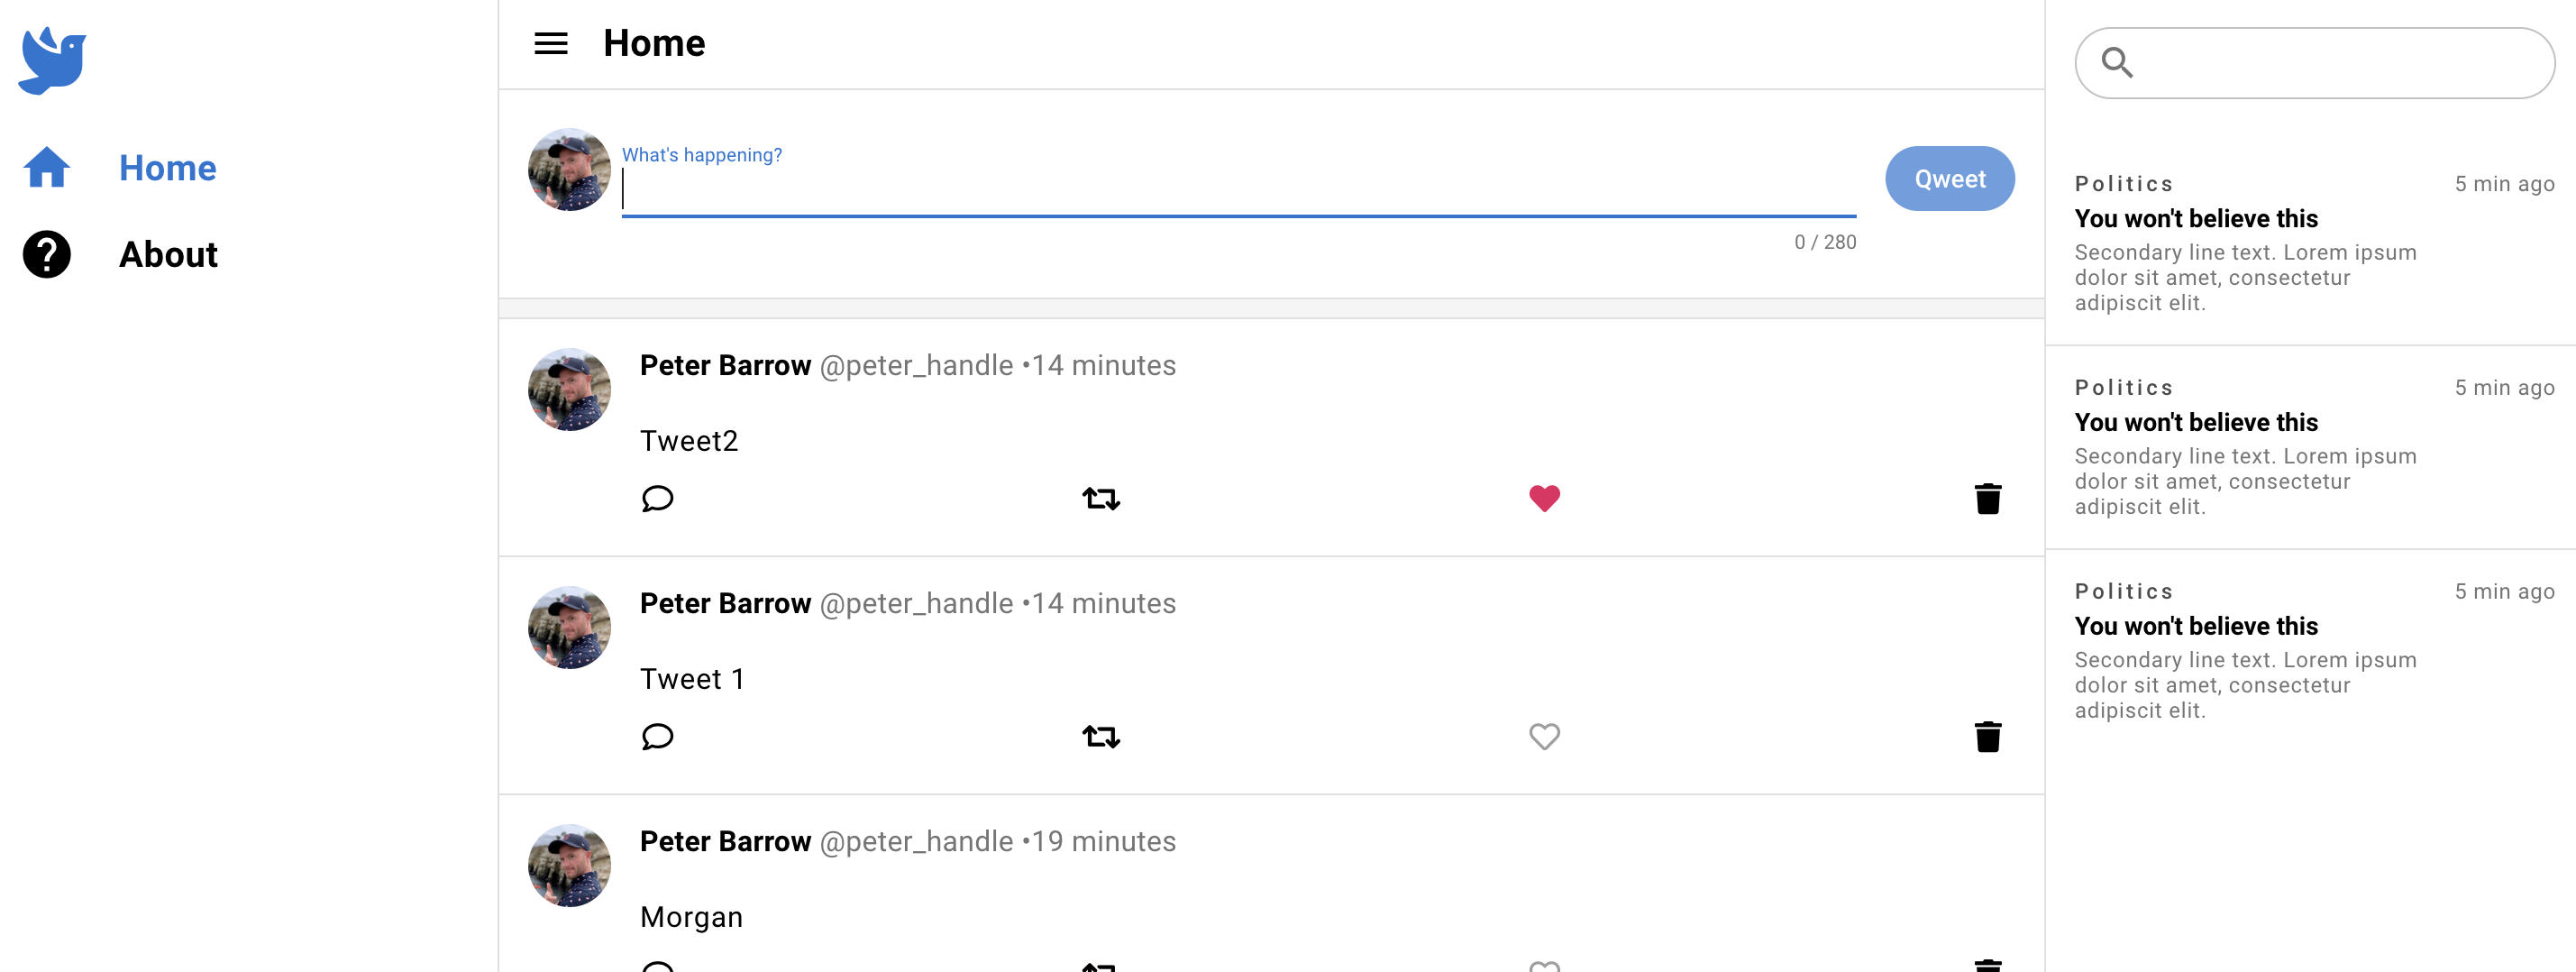 Home
About
Home
What's happening?
Qweet
0 / 280
Peter Barrow @peter_handle •14 minutes
Tweet2
Peter Barrow @peter_handle •14 minutes
Tweet 1
Peter Barrow @peter_handle •19 minutes
Morgan
Politics 5 min ago
You won't believe this
Secondary line text. Lorem ipsum
dolor sit amet, consectetur
adipiscit elit.
Politics 5 min ago
You won't believe this
Secondary line text. Lorem ipsum
dolor sit amet, consectetur
adipiscit elit.
Politics 5 min ago
You won't believe this
Secondary line text. Lorem ipsum
dolor sit amet, consectetur
adipiscit elit.